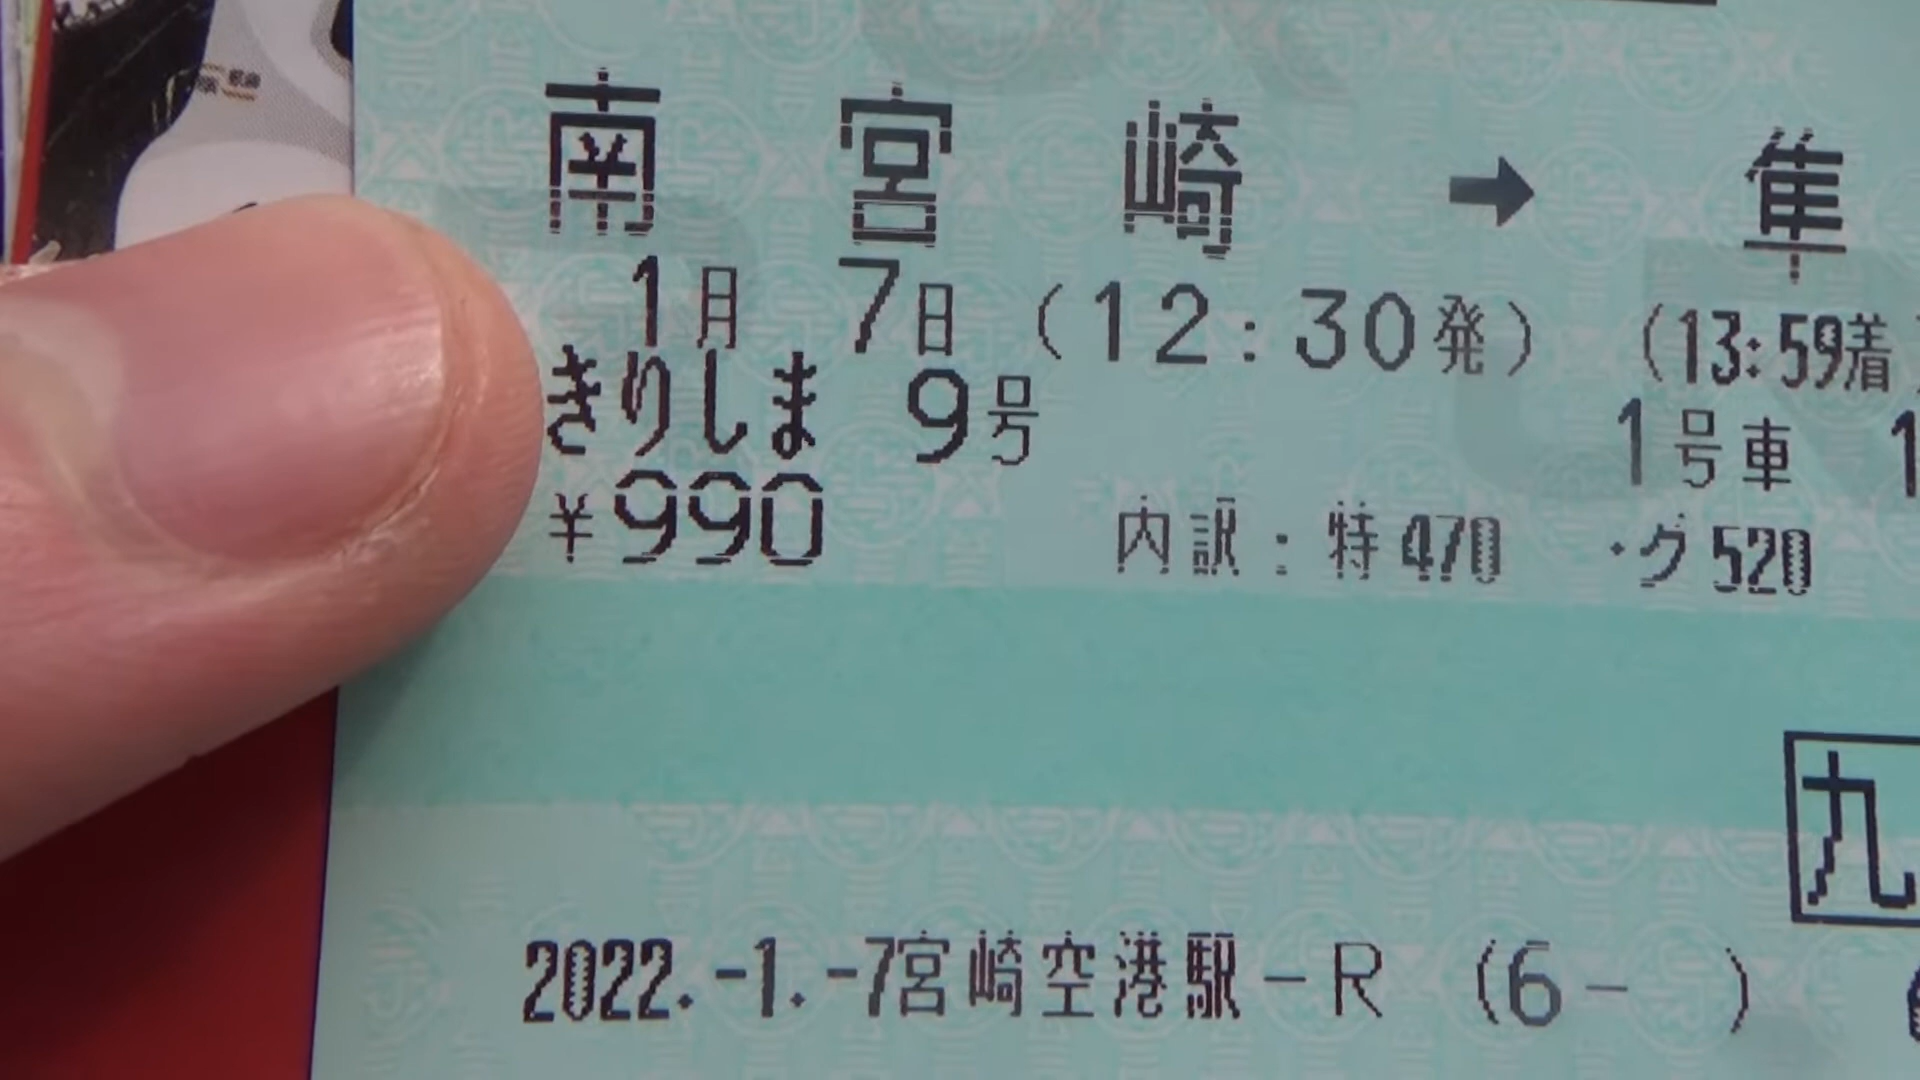 南宮崎 → 隼
1月 7日 (12:30発) (13:59着)
きりしま 9号 1号車 1
¥990 内訳:特470 ・グ520
九
2022.-1.-7宮崎空港駅-R (6- )